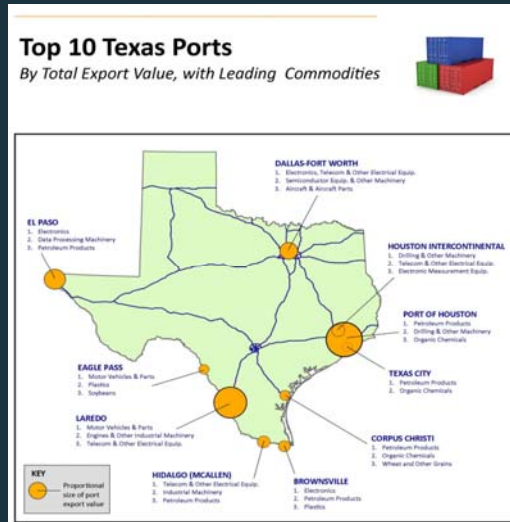 Top 10 Texas Ports
By Total Export Value, with Leading Commodities
DALLAS-FORT WORTH
1. Electronics, Telecom & Other Electrical Equip.
2. Semiconductor Equip. & Other Machinery
3. Aircraft & Aircraft Parts
EL PASO
1. Electronics
2. Data Processing Machinery
3. Petroleum Products
HOUSTON INTERCONTINENTAL
1. Drilling & Other Machinery
2. Telecom & Other Electrical Equip.
3. Electronic Measurement Equip.
PORT OF HOUSTON
1. Petroleum Products
2. Drilling & Other Machinery
3. Organic Chemicals
TEXAS CITY
1. Petroleum Products
2. Organic Chemicals
EAGLE PASS
1. Motor Vehicles & Parts
2. Plastics
3. Soybeans
LAREDO
1. Motor Vehicles & Parts
2. Engines & Other Industrial Machinery
3. Telecom & Other Electrical Equip.
CORPUS CHRISTI
1. Petroleum Products
2. Organic Chemicals
3. Wheat and Other Grains
HIDALGO (MCALLEN)
1. Telecom & Other Electrical Equip.
2. Industrial Machinery
3. Petroleum Products
BROWNSVILLE
1. Electronics
2. Petroleum Products
3. Plastics
KEY
Proportional
size of port
export value